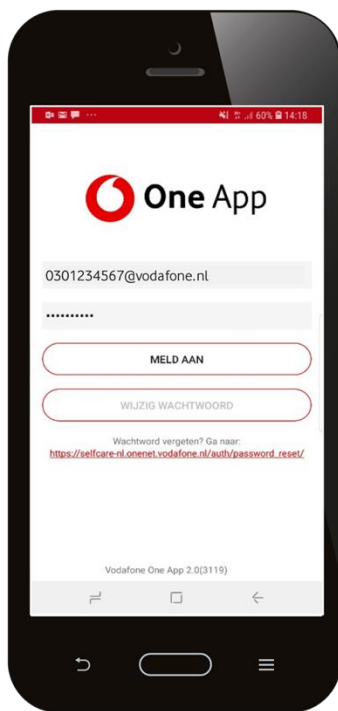 60% 14:18
One App
0301234567@vodafone.nl
••••••••••
MELD AAN
WIJZIG WACHTWOORD
Wachtword vergeten? Ga naar:
https://selfcare-nl.onenet.vodafone.nl/auth/password_reset/
Vodafone One App 2.0(3119)